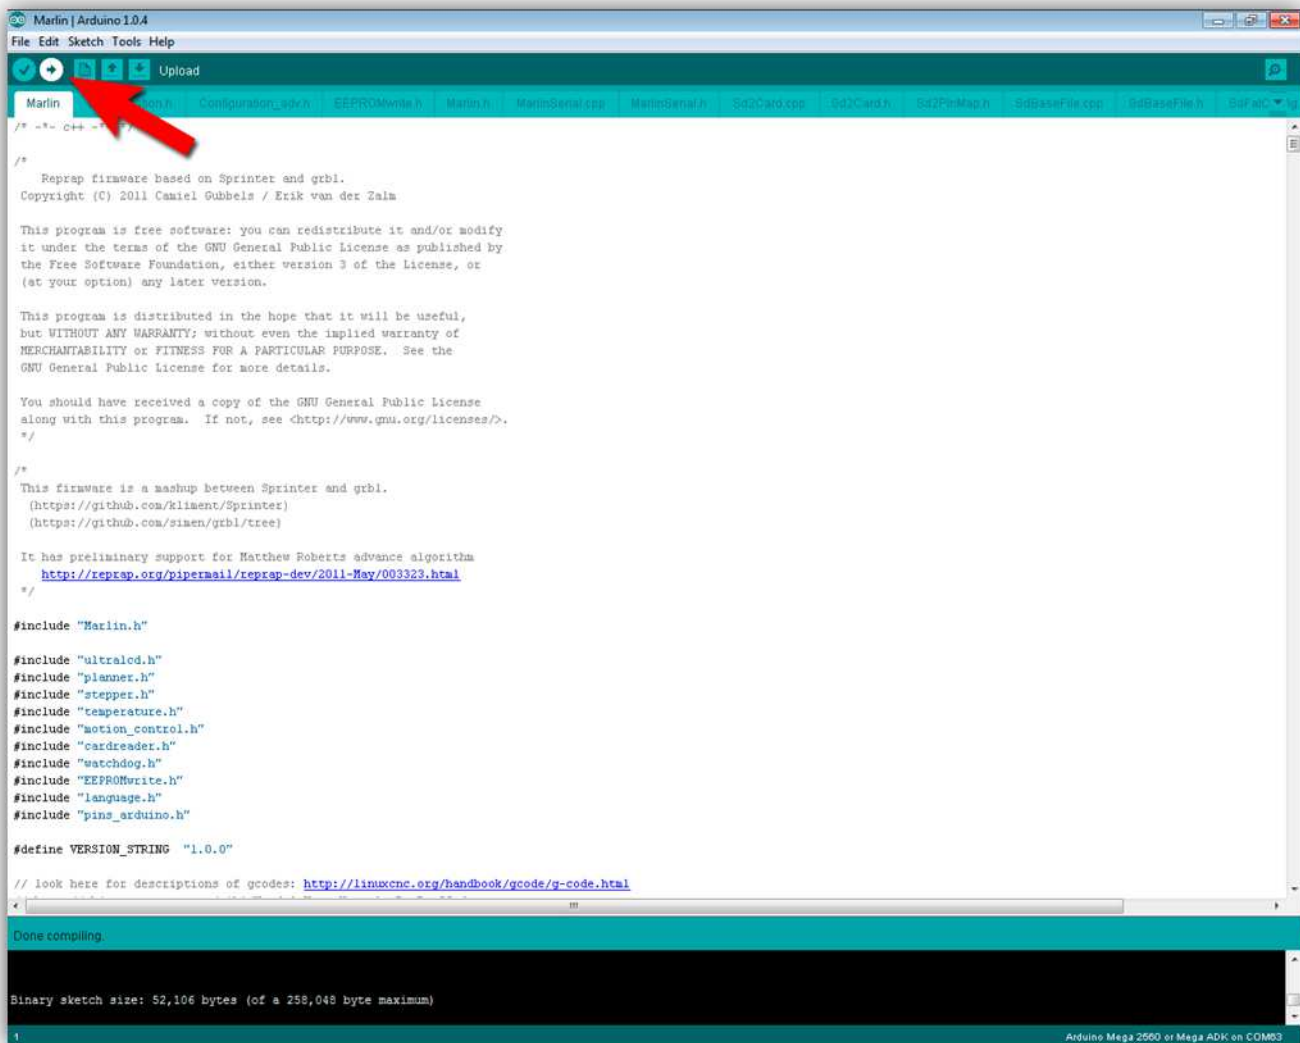 Marlin | Arduino 1.0.4
File Edit Sketch Tools Help
Upload
Marlin Configuration_adv.h EEPROMwrite.h Marlin.h MarlinSerial.cpp MarlinSerial.h Sd2Card.cpp Sd2Card.h Sd2PinMap.h SdBaseFile.cpp SdBaseFile.h
/* -*- c++ -*- */
/*
Reprap firmware based on Sprinter and grbl.
Copyright (C) 2011 Camiel Gubbels / Erik van der Zalm
This program is free software: you can redistribute it and/or modify
it under the terms of the GNU General Public License as published by
the Free Software Foundation, either version 3 of the License, or
(at your option) any later version.
This program is distributed in the hope that it will be useful,
but WITHOUT ANY WARRANTY; without even the implied warranty of
MERCHANTABILITY or FITNESS FOR A PARTICULAR PURPOSE.  See the
GNU General Public License for more details.
You should have received a copy of the GNU General Public License
along with this program.  If not, see <http://www.gnu.org/licenses/>.
*/
/*
This firmware is a mashup between Sprinter and grbl.
(https://github.com/kliment/Sprinter)
(https://github.com/simen/grbl/tree)
It has preliminary support for Matthew Roberts advance algorithm
http://reprap.org/pipermail/reprap-dev/2011-May/003323.html
*/
#include "Marlin.h"
#include "ultralcd.h"
#include "planner.h"
#include "stepper.h"
#include "temperature.h"
#include "motion_control.h"
#include "cardreader.h"
#include "watchdog.h"
#include "EEPROMwrite.h"
#include "language.h"
#include "pins_arduino.h"
#define VERSION_STRING  "1.0.0"
// look here for descriptions of gcodes: http://linuxcnc.org/handbook/gcode/g-code.html
Done compiling.
Binary sketch size: 52,106 bytes (of a 258,048 byte maximum)
1 Arduino Mega 2560 or Mega ADK on COM63